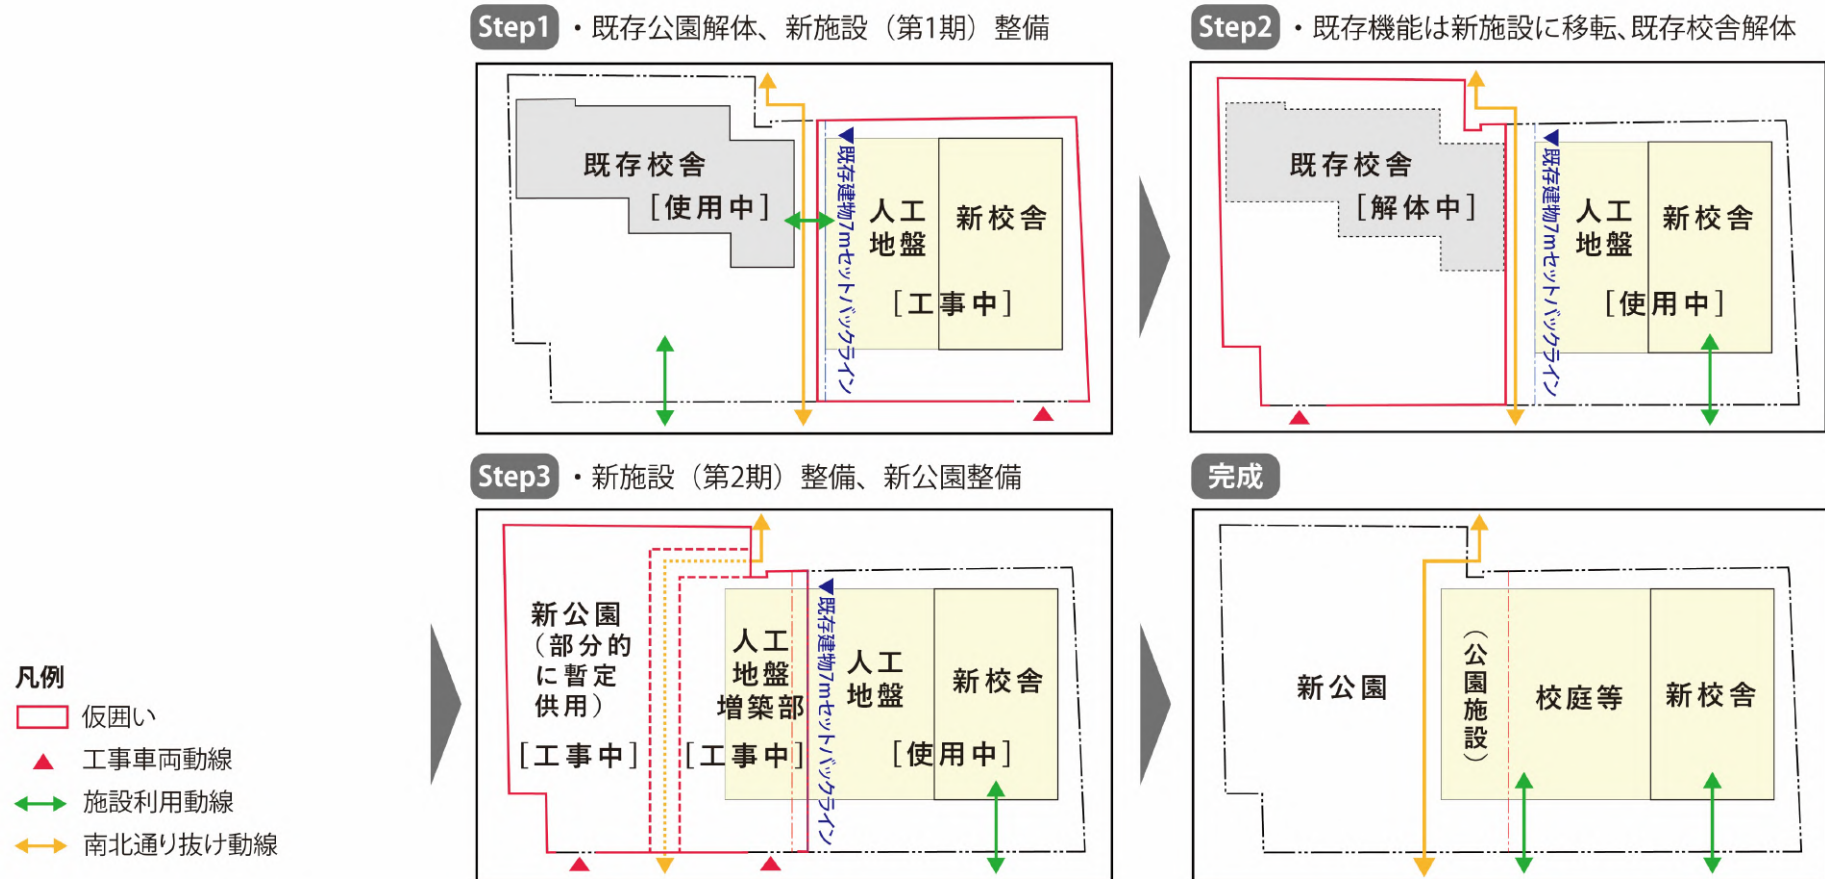 Step1 ・既存公園解体、新施設（第1期）整備
既存校舎
［使用中］
既存建物7mセットバックライン
人工
地盤
新校舎
［工事中］
Step2 ・既存機能は新施設に移転、既存校舎解体
既存校舎
［解体中］
既存建物7mセットバックライン
人工
地盤
新校舎
［使用中］
Step3 ・新施設（第2期）整備、新公園整備
新公園
（部分的
に暫定
供用）
［工事中］
人工
地盤
増築部
［工事中］
既存建物7mセットバックライン
人工
地盤
新校舎
［使用中］
完成
新公園
（公園施設）
校庭等
新校舎
凡例
仮囲い
工事車両動線
施設利用動線
南北通り抜け動線